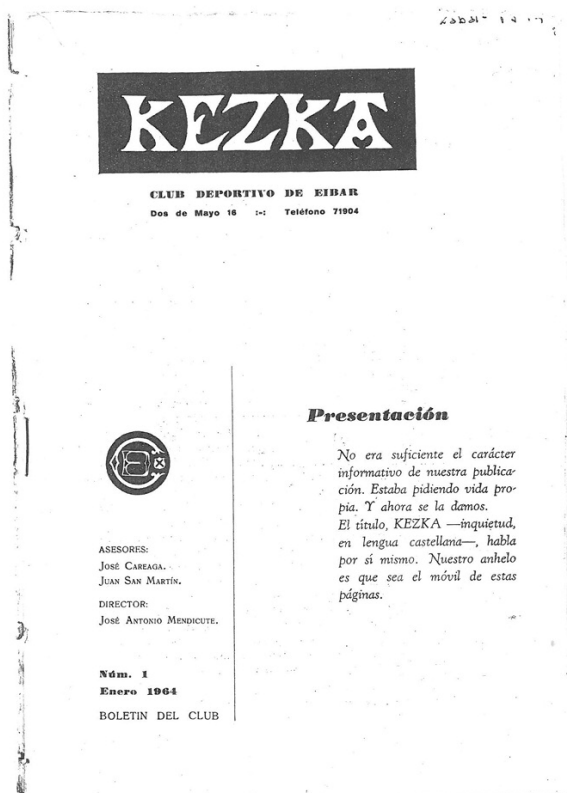 KEZKA
CLUB DEPORTIVO DE EIBAR
Dos de Mayo 16 :-: Teléfono 71904
Presentación
No era suficiente el carácter
informativo de nuestra publica-
ción. Estaba pidiendo vida pro-
pia. Y ahora se la damos.
El título, KEZKA —inquietud,
en lengua castellana—, habla
por sí mismo. Nuestro anhelo
es que sea el móvil de estas
páginas.
ASESORES:
José Careaga.
Juan San Martín.
DIRECTOR:
José Antonio Mendicute.
Núm. 1
Enero 1964
BOLETIN DEL CLUB